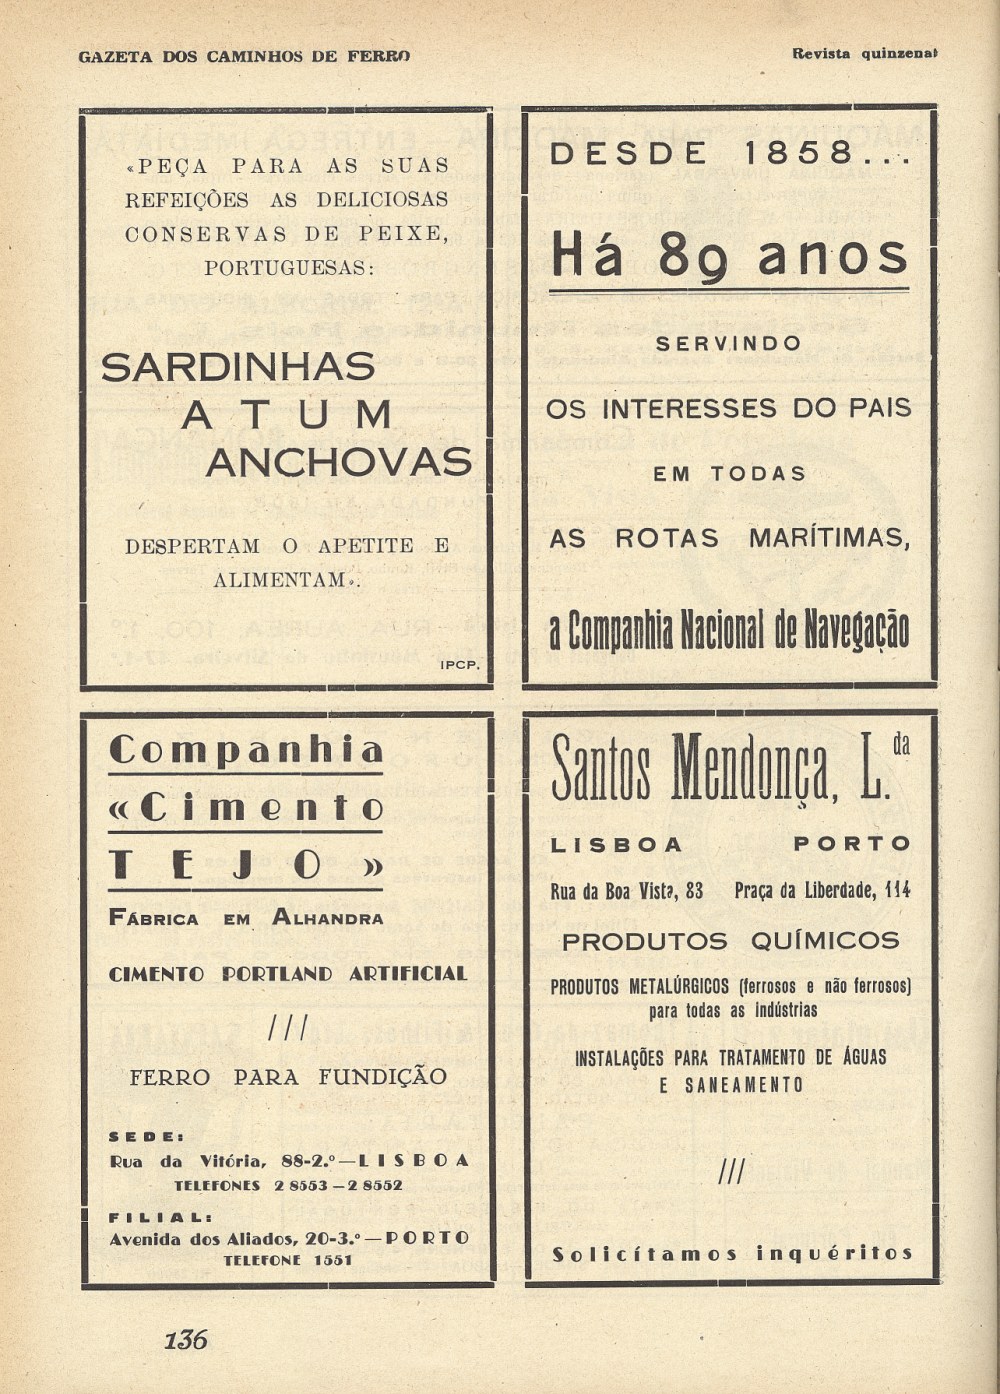 GAZETA DOS CAMINHOS DE FERRO
Revista quinzenal
«PEÇA PARA AS SUAS
REFEIÇÕES AS DELICIOSAS
CONSERVAS DE PEIXE,
PORTUGUESAS:
SARDINHAS
ATUM
ANCHOVAS
DESPERTAM O APETITE E
ALIMENTAM».
IPCP.
DESDE 1858...
Há 89 anos
SERVINDO
OS INTERESSES DO PAIS
EM TODAS
AS ROTAS MARÍTIMAS,
a Companhia Nacional de Navegação
Companhia
«Cimento
TEJO»
FÁBRICA EM ALHANDRA
CIMENTO PORTLAND ARTIFICIAL
///
FERRO PARA FUNDIÇÃO
SEDE:
Rua da Vitória, 88-2.º—LISBOA
TELEFONES 2 8553 — 2 8552
FILIAL:
Avenida dos Aliados, 20-3.º—PORTO
TELEFONE 1551
Santos Mendonça, L.da
LISBOA PORTO
Rua da Boa Vista, 83 Praça da Liberdade, 114
PRODUTOS QUÍMICOS
PRODUTOS METALÚRGICOS (ferrosos e não ferrosos)
para todas as indústrias
INSTALAÇÕES PARA TRATAMENTO DE ÁGUAS
E SANEAMENTO
///
Solicítamos inquéritos
136